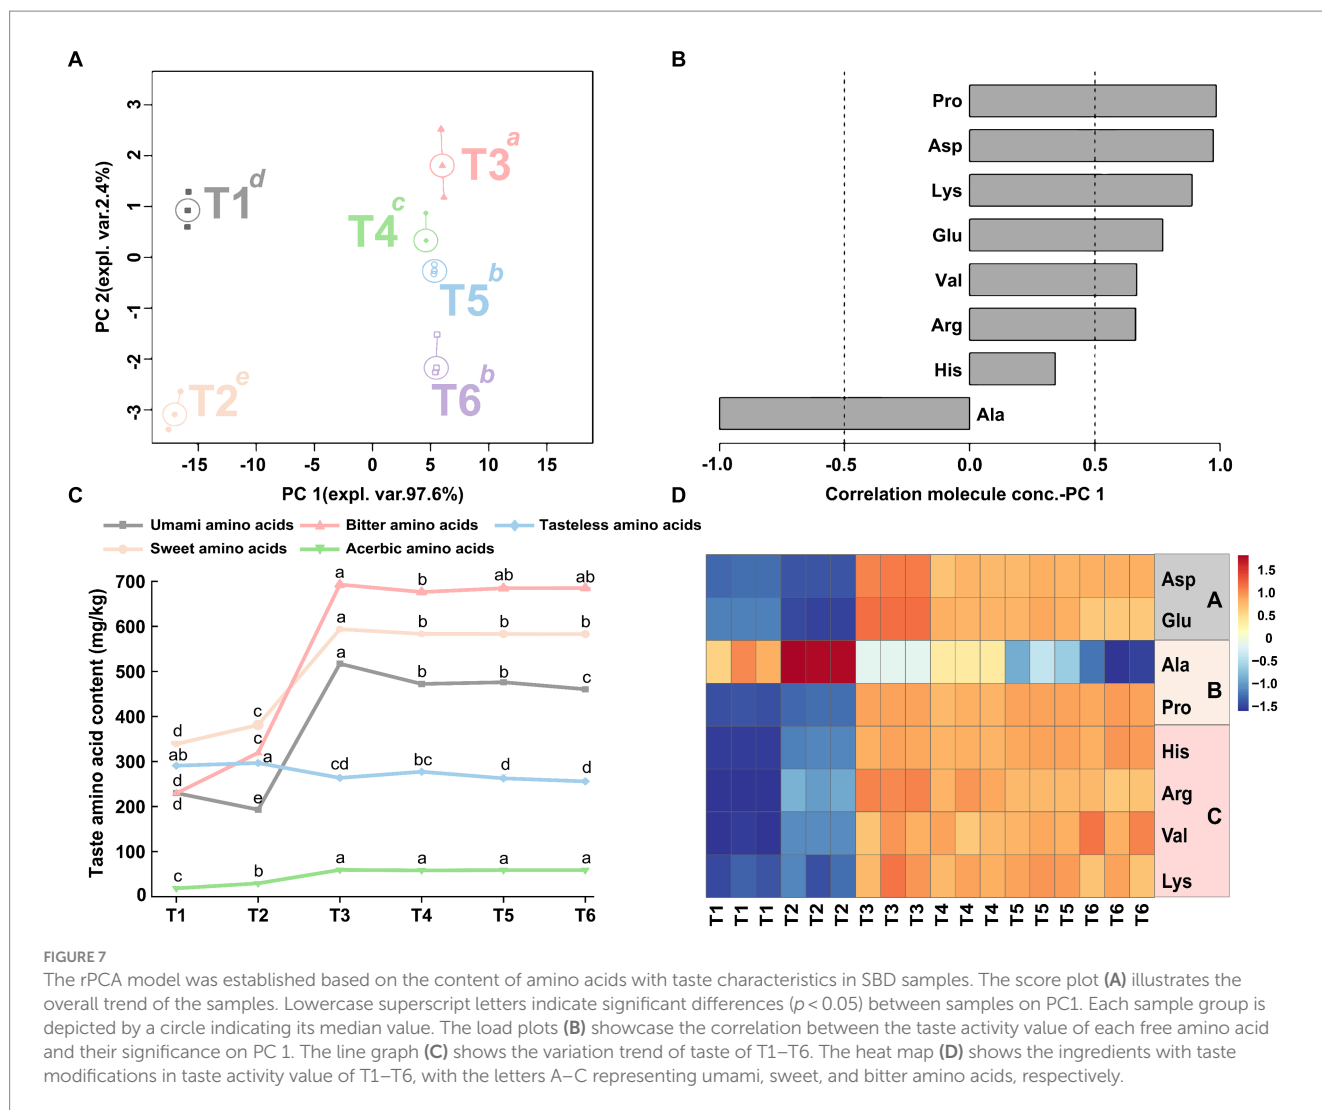 A
PC 2(expl. var.2.4%)
3
2
1
0
-1
-2
-3
T1d
T2e
T3a
T4c
T5b
T6b
-15
-10
-5
0
5
10
15
PC 1(expl. var.97.6%)
B
Pro
Asp
Lys
Glu
Val
Arg
His
Ala
-1.0
-0.5
0.0
0.5
1.0
Correlation molecule conc.-PC 1
C
Umami amino acids
Bitter amino acids
Tasteless amino acids
Sweet amino acids
Acerbic amino acids
Taste amino acid content (mg/kg)
700
600
500
400
300
200
100
0
a
b
ab
ab
a
b
b
b
a
b
b
c
d
c
ab
c
a
cd
bc
d
d
d
d
e
c
b
a
a
a
a
T1
T2
T3
T4
T5
T6
D
Asp
Glu
A
Ala
Pro
B
His
Arg
Val
Lys
C
1.5
1.0
0.5
0
−0.5
−1.0
−1.5
T1
T1
T1
T2
T2
T2
T3
T3
T3
T4
T4
T4
T5
T5
T5
T6
T6
T6
FIGURE 7
The rPCA model was established based on the content of amino acids with taste characteristics in SBD samples. The score plot (A) illustrates the
overall trend of the samples. Lowercase superscript letters indicate significant differences (p < 0.05) between samples on PC1. Each sample group is
depicted by a circle indicating its median value. The load plots (B) showcase the correlation between the taste activity value of each free amino acid
and their significance on PC 1. The line graph (C) shows the variation trend of taste of T1–T6. The heat map (D) shows the ingredients with taste
modifications in taste activity value of T1–T6, with the letters A–C representing umami, sweet, and bitter amino acids, respectively.